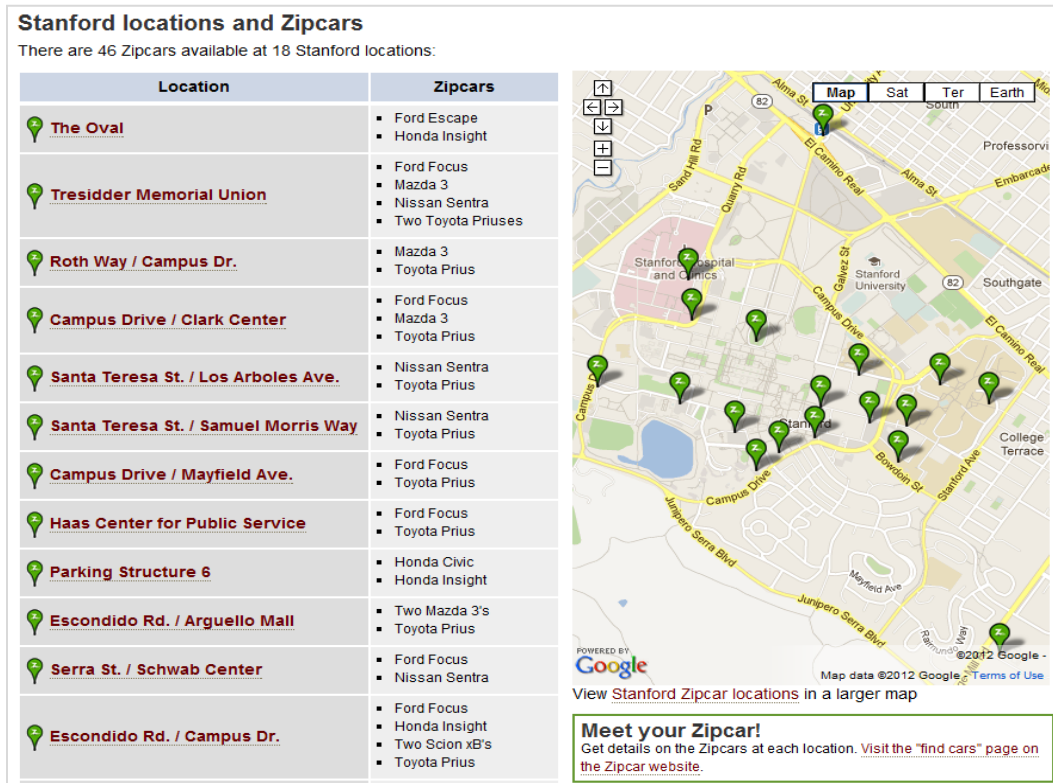 Stanford locations and Zipcars
There are 46 Zipcars available at 18 Stanford locations:
Location
Zipcars
The Oval
Ford Escape
Honda Insight
Tresidder Memorial Union
Ford Focus
Mazda 3
Nissan Sentra
Two Toyota Priuses
Roth Way / Campus Dr.
Mazda 3
Toyota Prius
Campus Drive / Clark Center
Ford Focus
Mazda 3
Toyota Prius
Santa Teresa St. / Los Arboles Ave.
Nissan Sentra
Toyota Prius
Santa Teresa St. / Samuel Morris Way
Nissan Sentra
Toyota Prius
Campus Drive / Mayfield Ave.
Ford Focus
Toyota Prius
Haas Center for Public Service
Ford Focus
Toyota Prius
Parking Structure 6
Honda Civic
Honda Insight
Escondido Rd. / Arguello Mall
Two Mazda 3's
Toyota Prius
Serra St. / Schwab Center
Ford Focus
Nissan Sentra
Escondido Rd. / Campus Dr.
Ford Focus
Honda Insight
Two Scion xB's
Toyota Prius
Map Sat Ter Earth
Alma St
82
South
P
Professorvi
El Camino Real
Embarcade
Alma St
Sand Hill Rd
Quarry Rd
Stanford Hospital
and Clinics
Galvez St
Stanford
University
82
Southgate
Campus Drive
El Camino Real
Campus D
Stanford
College
Terrace
Bowdoin St
Stanford Ave
Campus Drive
Junipero Serra Blvd
Mayfield Ave
Junipero Serra Blvd
Raimundo Way
POWERED BY
Google
©2012 Google -
Map data ©2012 Google - Terms of Use
View Stanford Zipcar locations in a larger map
Meet your Zipcar!
Get details on the Zipcars at each location. Visit the "find cars" page on
the Zipcar website.